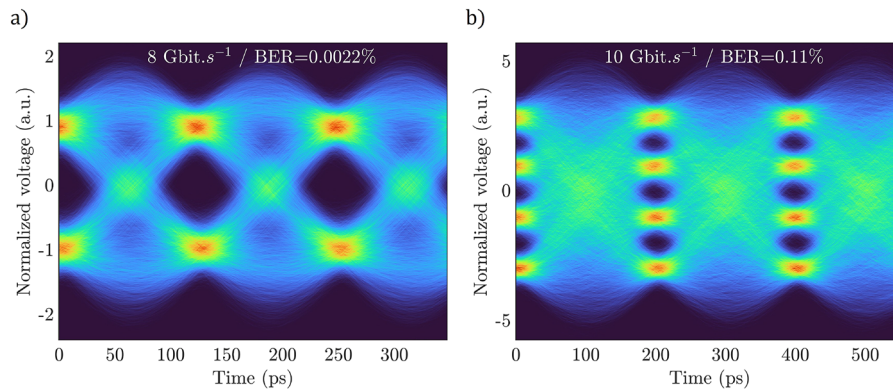 a)
8 Gbit.s⁻¹ / BER=0.0022%
2
1
0
-1
-2
Normalized voltage (a.u.)
0 50 100 150 200 250 300
Time (ps)
b)
10 Gbit.s⁻¹ / BER=0.11%
5
0
-5
Normalized voltage (a.u.)
0 100 200 300 400 500
Time (ps)